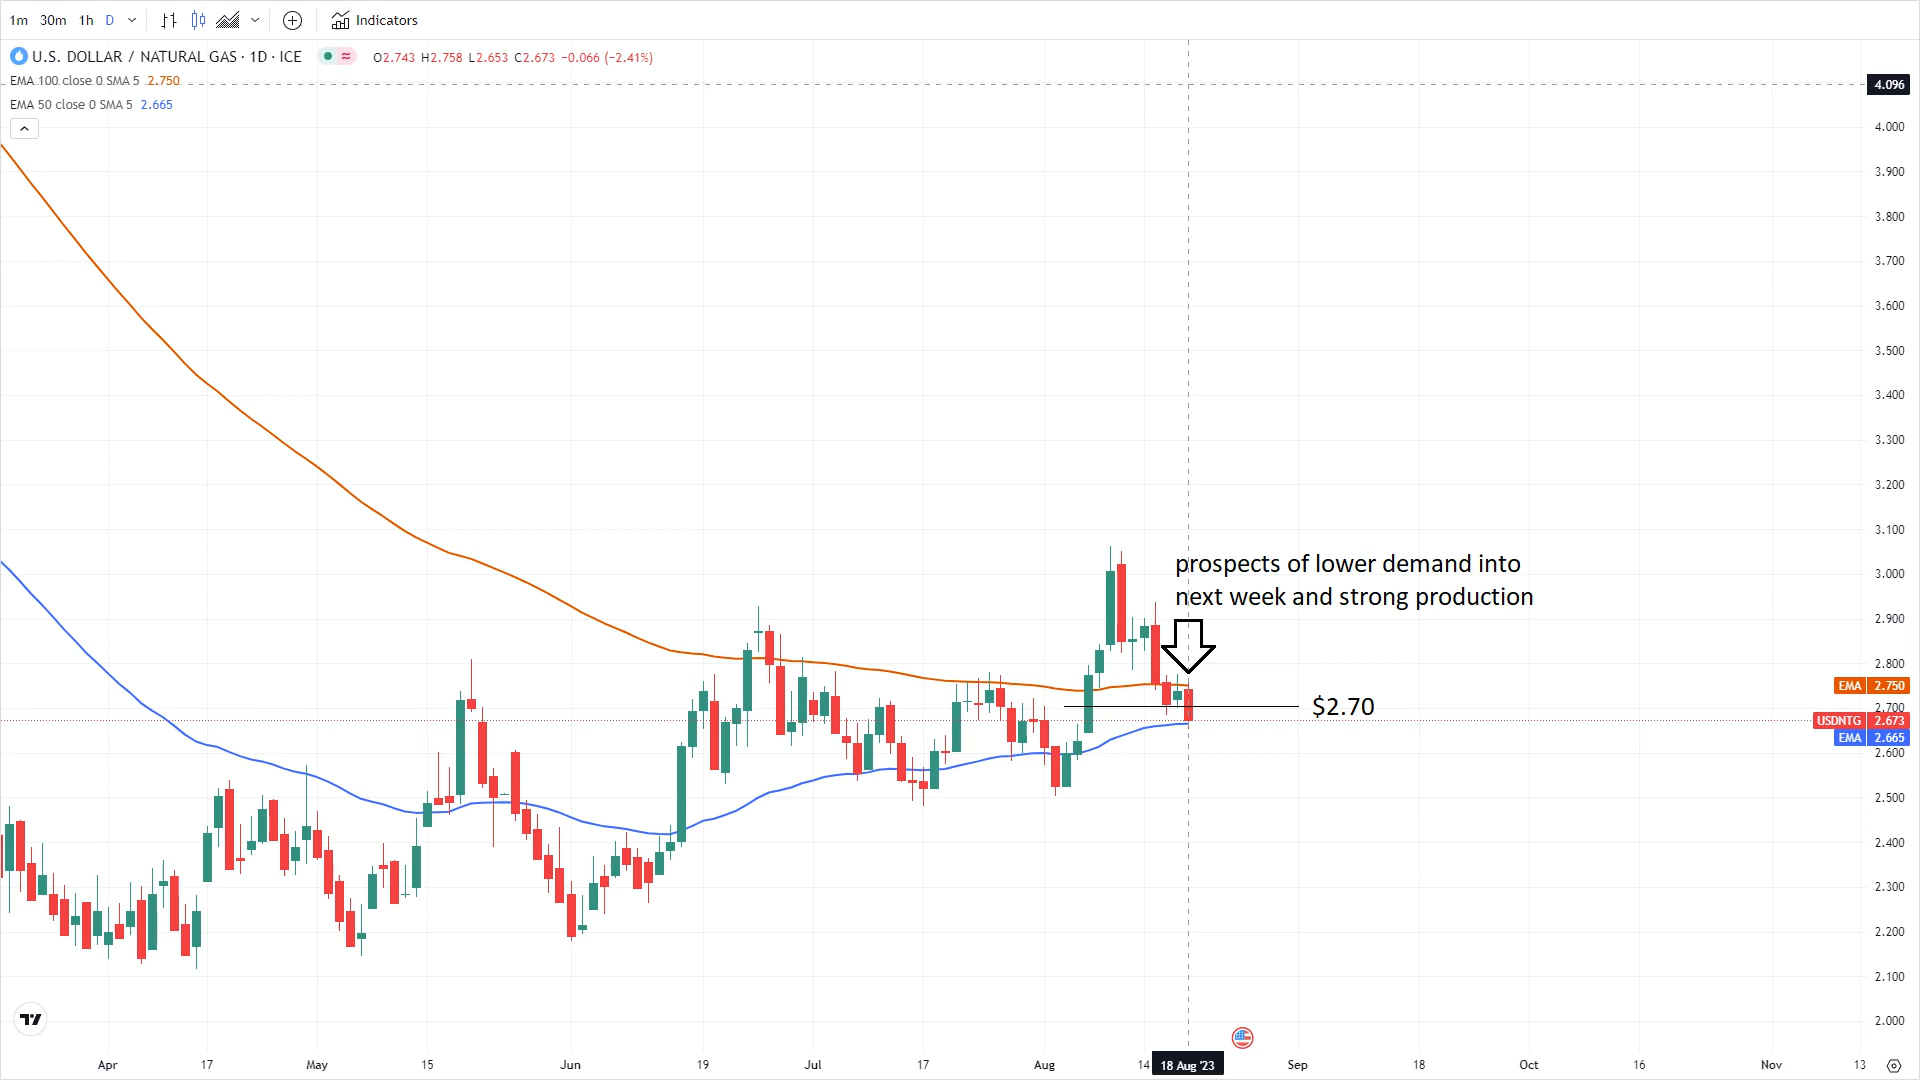 1m 30m 1h D Indicators
U.S. DOLLAR / NATURAL GAS · 1D · ICE O2.743 H2.758 L2.653 C2.673 −0.066 (−2.41%)
EMA 100 close 0 SMA 5 2.750
EMA 50 close 0 SMA 5 2.665
4.096
4.000
3.900
3.800
3.700
3.600
3.500
3.400
3.300
3.200
3.100
prospects of lower demand into
3.000
next week and strong production
2.900
2.800
EMA 2.750
$2.70
2.700
USDNTG 2.673
EMA 2.665
2.600
2.500
2.400
2.300
2.200
2.100
2.000
Apr 17 May 15 Jun 19 Jul 17 Aug 14 18 Aug '23 Sep 18 Oct 16 Nov 13